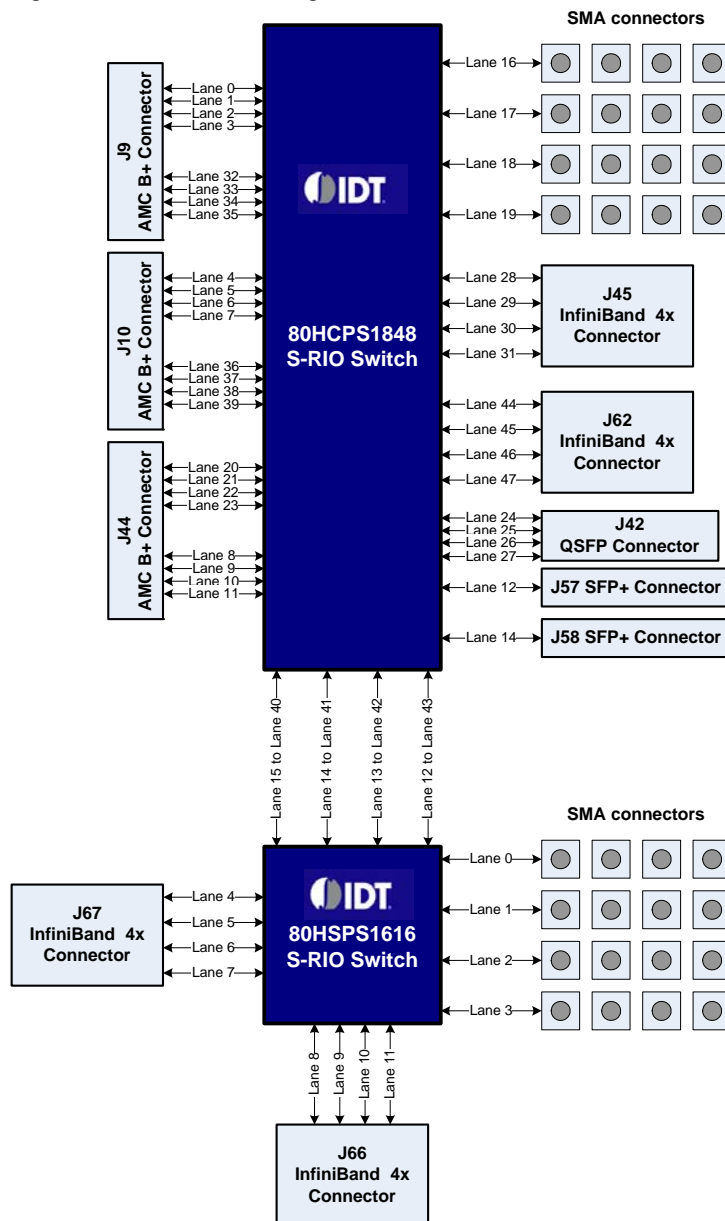 SMA connectors
J9
AMC B+ Connector
Lane 0
Lane 1
Lane 2
Lane 3
Lane 32
Lane 33
Lane 34
Lane 35
J10
AMC B+ Connector
Lane 4
Lane 5
Lane 6
Lane 7
Lane 36
Lane 37
Lane 38
Lane 39
J44
AMC B+ Connector
Lane 20
Lane 21
Lane 22
Lane 23
Lane 8
Lane 9
Lane 10
Lane 11
IDT
80HCPS1848
S-RIO Switch
Lane 16
Lane 17
Lane 18
Lane 19
Lane 28
Lane 29
Lane 30
Lane 31
J45
InfiniBand 4x
Connector
Lane 44
Lane 45
Lane 46
Lane 47
J62
InfiniBand 4x
Connector
Lane 24
Lane 25
Lane 26
Lane 27
J42
QSFP Connector
Lane 12
J57 SFP+ Connector
Lane 14
J58 SFP+ Connector
Lane 15 to Lane 40
Lane 14 to Lane 41
Lane 13 to Lane 42
Lane 12 to Lane 43
SMA connectors
J67
InfiniBand 4x
Connector
Lane 4
Lane 5
Lane 6
Lane 7
IDT
80HSPS1616
S-RIO Switch
Lane 0
Lane 1
Lane 2
Lane 3
Lane 8
Lane 9
Lane 10
Lane 11
J66
InfiniBand 4x
Connector